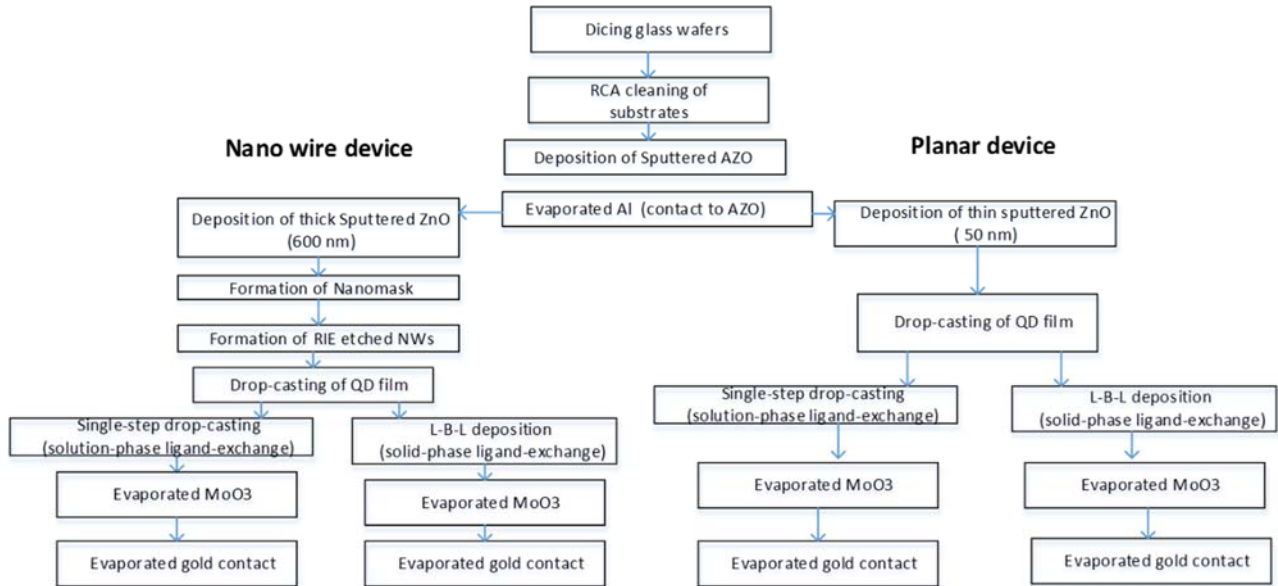 Dicing glass wafers
RCA cleaning of
substrates
Nano wire device
Planar device
Deposition of Sputtered AZO
Evaporated Al (contact to AZO)
Deposition of thick Sputtered ZnO
(600 nm)
Deposition of thin sputtered ZnO
( 50 nm)
Formation of Nanomask
Formation of RIE etched NWs
Drop-casting of QD film
Drop-casting of QD film
Single-step drop-casting
(solution-phase ligand-exchange)
L-B-L deposition
(solid-phase ligand-exchange)
Single-step drop-casting
(solution-phase ligand-exchange)
L-B-L deposition
(solid-phase ligand-exchange)
Evaporated MoO3
Evaporated MoO3
Evaporated MoO3
Evaporated MoO3
Evaporated gold contact
Evaporated gold contact
Evaporated gold contact
Evaporated gold contact